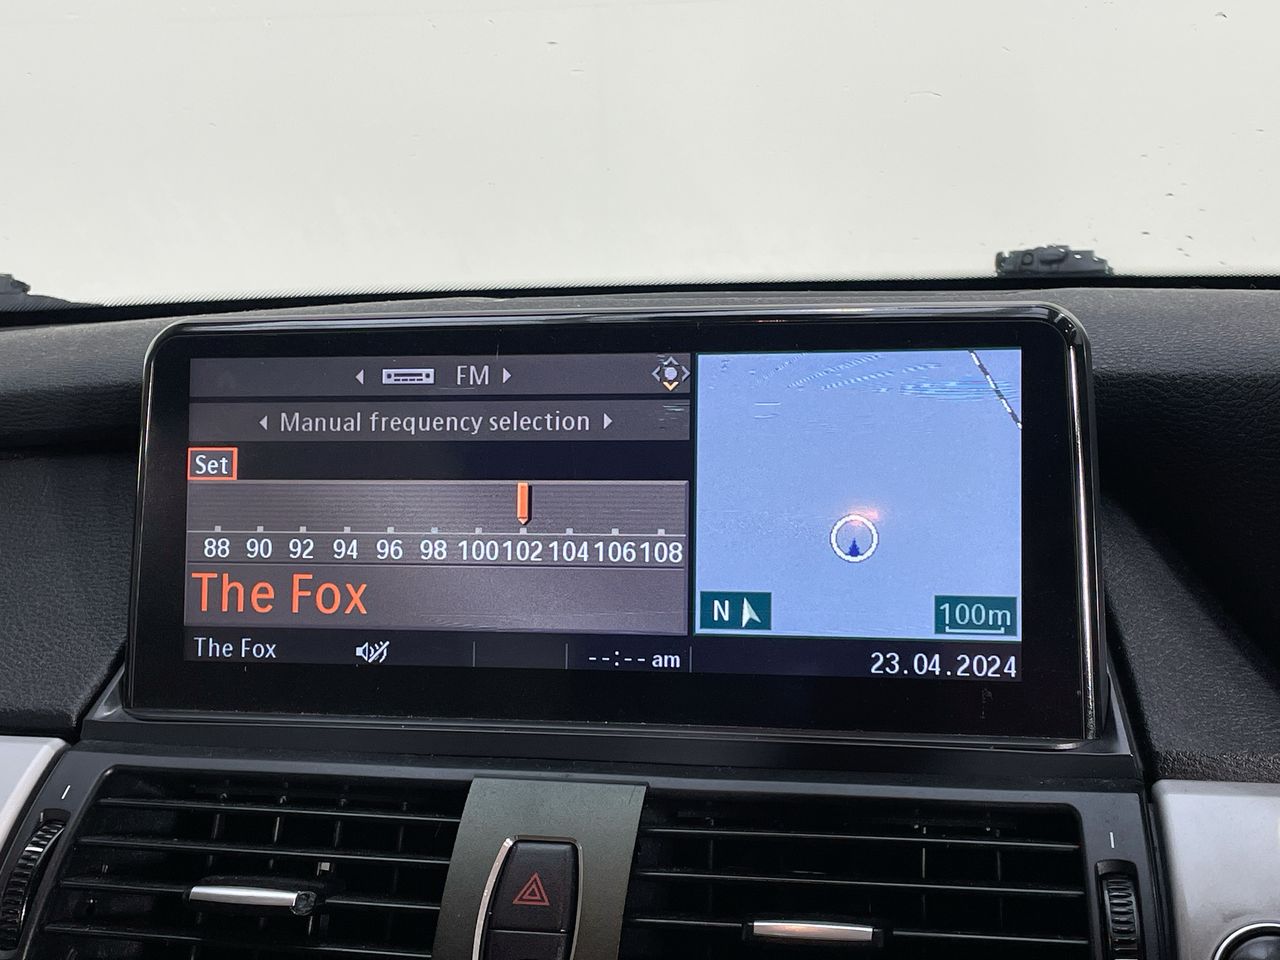 FM
Manual frequency selection
Set
88 90 92 94 96 98 100 102 104 106 108
The Fox
The Fox
--:-- am
N
100m
23.04.2024